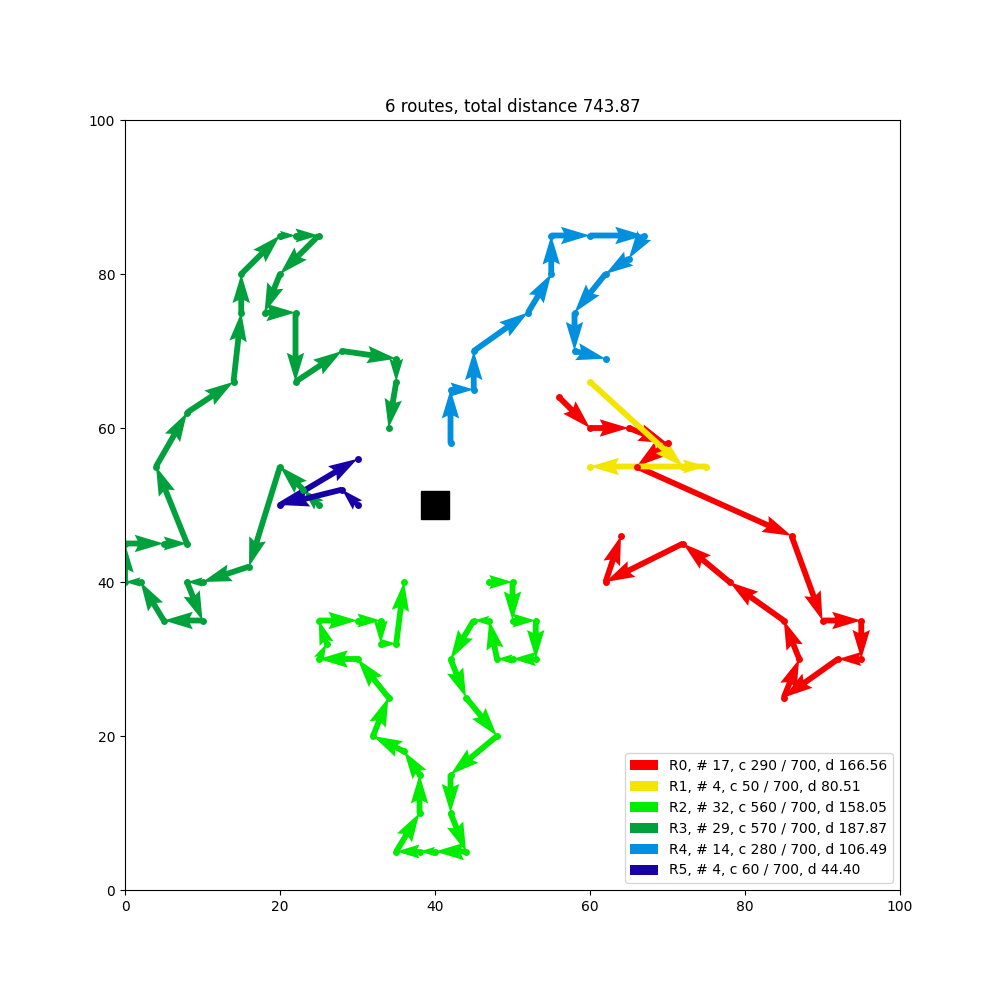 6 routes, total distance 743.87
100
80
60
40
20
0
0 20 40 60 80 100
R0, # 17, c 290 / 700, d 166.56
R1, # 4, c 50 / 700, d 80.51
R2, # 32, c 560 / 700, d 158.05
R3, # 29, c 570 / 700, d 187.87
R4, # 14, c 280 / 700, d 106.49
R5, # 4, c 60 / 700, d 44.40